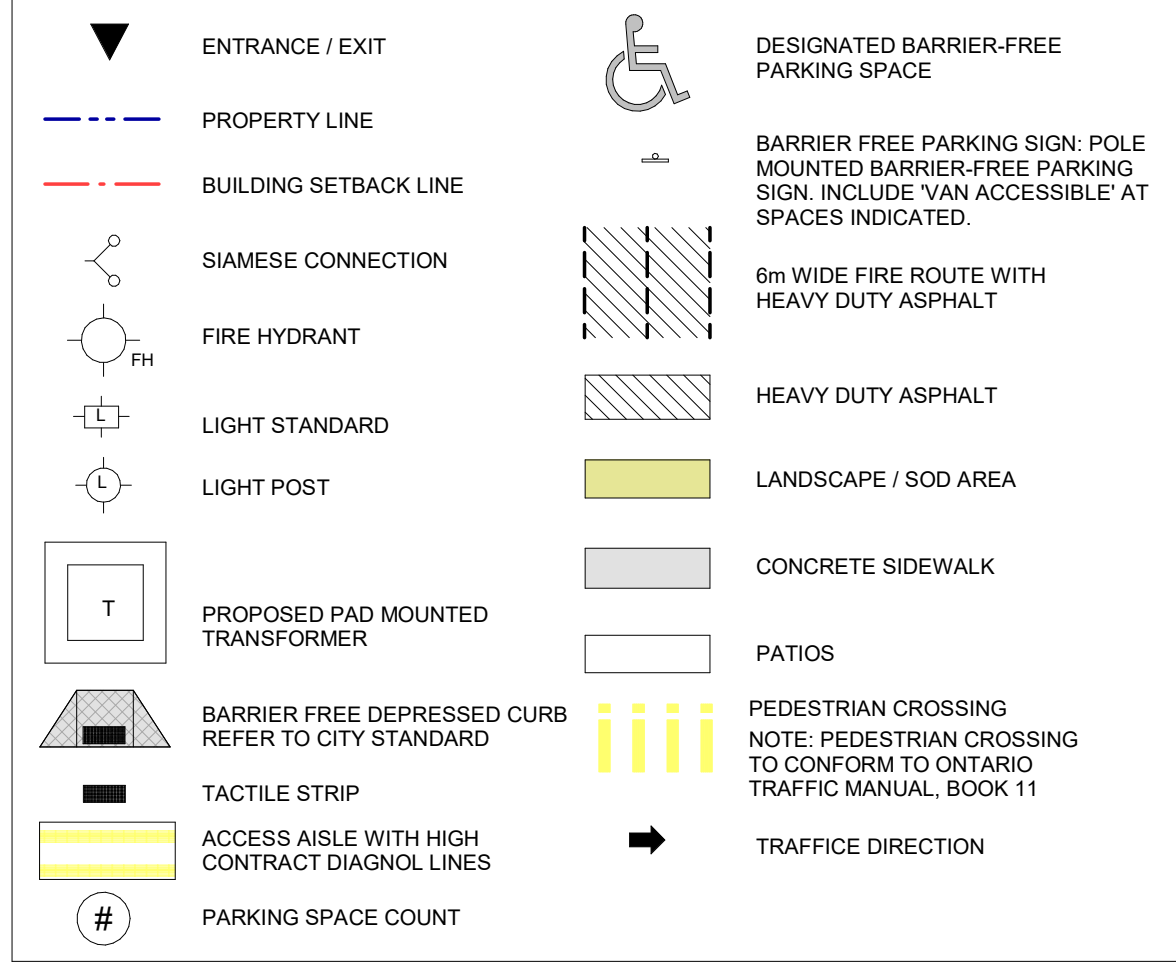 ENTRANCE / EXIT
PROPERTY LINE
BUILDING SETBACK LINE
SIAMESE CONNECTION
FH
FIRE HYDRANT
L
LIGHT STANDARD
L
LIGHT POST
T
PROPOSED PAD MOUNTED
TRANSFORMER
BARRIER FREE DEPRESSED CURB
REFER TO CITY STANDARD
TACTILE STRIP
ACCESS AISLE WITH HIGH
CONTRACT DIAGNOL LINES
#
PARKING SPACE COUNT
DESIGNATED BARRIER-FREE
PARKING SPACE
BARRIER FREE PARKING SIGN: POLE
MOUNTED BARRIER-FREE PARKING
SIGN. INCLUDE 'VAN ACCESSIBLE' AT
SPACES INDICATED.
6m WIDE FIRE ROUTE WITH
HEAVY DUTY ASPHALT
HEAVY DUTY ASPHALT
LANDSCAPE / SOD AREA
CONCRETE SIDEWALK
PATIOS
PEDESTRIAN CROSSING
NOTE: PEDESTRIAN CROSSING
TO CONFORM TO ONTARIO
TRAFFIC MANUAL, BOOK 11
TRAFFICE DIRECTION